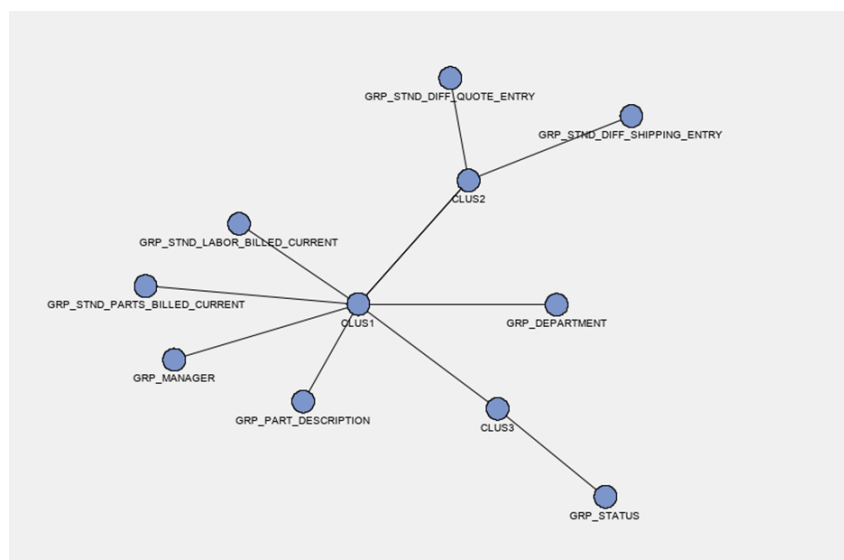 GRP_STND_DIFF_QUOTE_ENTRY
GRP_STND_DIFF_SHIPPING_ENTRY
CLUS2
GRP_STND_LABOR_BILLED_CURRENT
GRP_STND_PARTS_BILLED_CURRENT
CLUS1
GRP_DEPARTMENT
GRP_MANAGER
GRP_PART_DESCRIPTION
CLUS3
GRP_STATUS